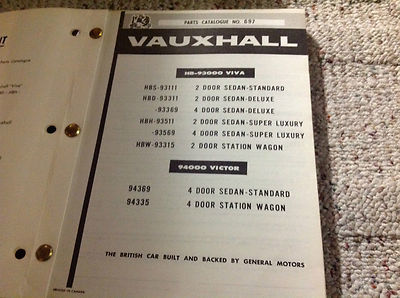 PARTS CATALOGUE NO. 697
VAUXHALL
HB-93000 VIVA
HBS-93111 2 DOOR SEDAN-STANDARD
HBD-93311 2 DOOR SEDAN-DELUXE
-93369 4 DOOR SEDAN-DELUXE
HBH-93511 2 DOOR SEDAN-SUPER LUXURY
-93569 4 DOOR SEDAN-SUPER LUXURY
HBW-93315 2 DOOR STATION WAGON
94000 VICTOR
94369 4 DOOR SEDAN-STANDARD
94335 4 DOOR STATION WAGON
THE BRITISH CAR BUILT AND BACKED BY GENERAL MOTORS
PRINTED IN CANADA